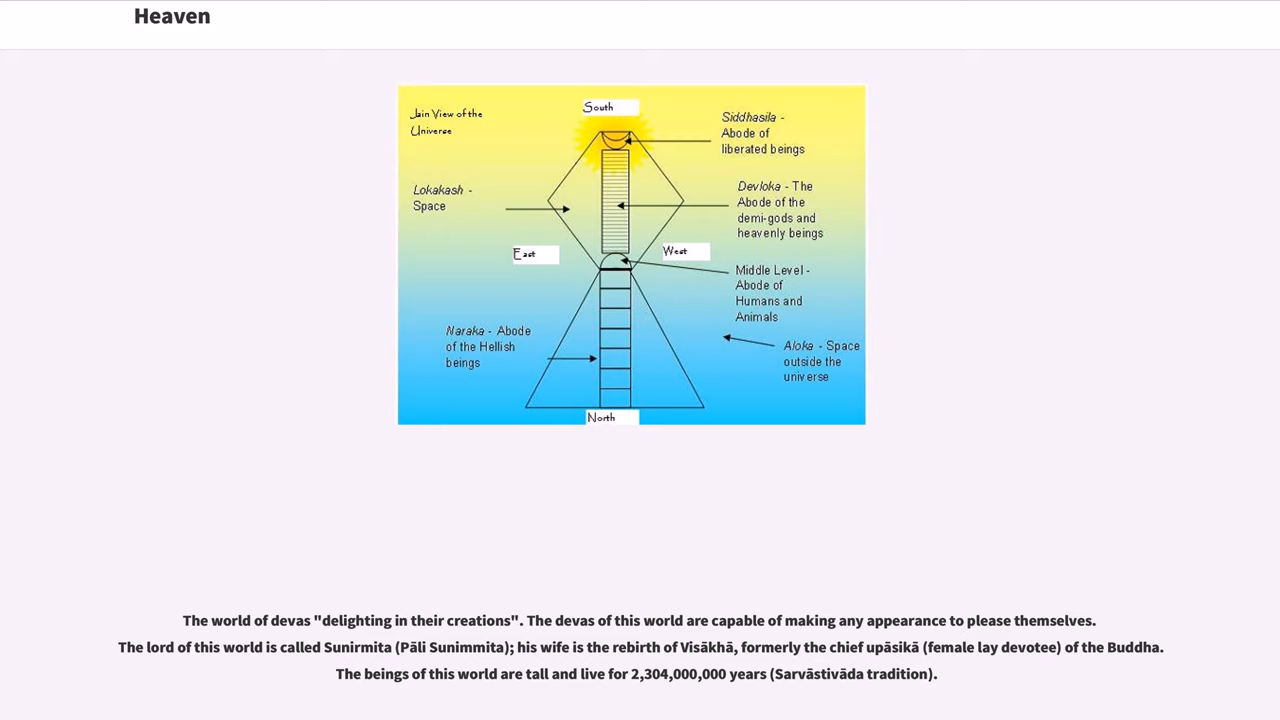 Heaven
Jain View of the
Universe
South
Siddhasila -
Abode of
liberated beings
Lokakash -
Space
Devloka - The
Abode of the
demi-gods and
heavenly beings
East
West
Middle Level -
Abode of
Humans and
Animals
Naraka - Abode
of the Hellish
beings
Aloka - Space
outside the
universe
North
The world of devas "delighting in their creations". The devas of this world are capable of making any appearance to please themselves.
The lord of this world is called Sunirmita (Pāli Sunimmita); his wife is the rebirth of Visākhā, formerly the chief upāsikā (female lay devotee) of the Buddha.
The beings of this world are tall and live for 2,304,000,000 years (Sarvāstivāda tradition).